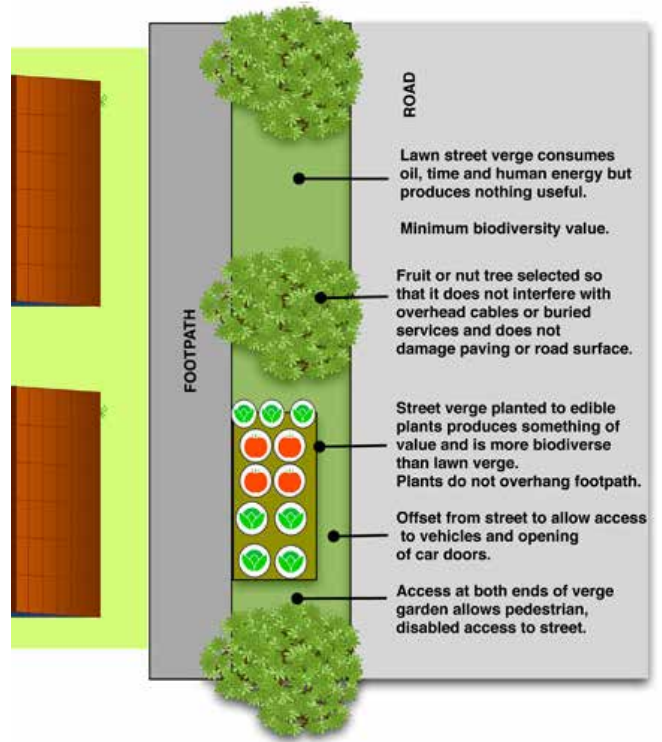 ROAD
Lawn street verge consumes
oil, time and human energy but
produces nothing useful.
Minimum biodiversity value.
Fruit or nut tree selected so
that it does not interfere with
overhead cables or buried
services and does not
damage paving or road surface.
FOOTPATH
Street verge planted to edible
plants produces something of
value and is more biodiverse
than lawn verge.
Plants do not overhang footpath.
Offset from street to allow access
to vehicles and opening
of car doors.
Access at both ends of verge
garden allows pedestrian,
disabled access to street.